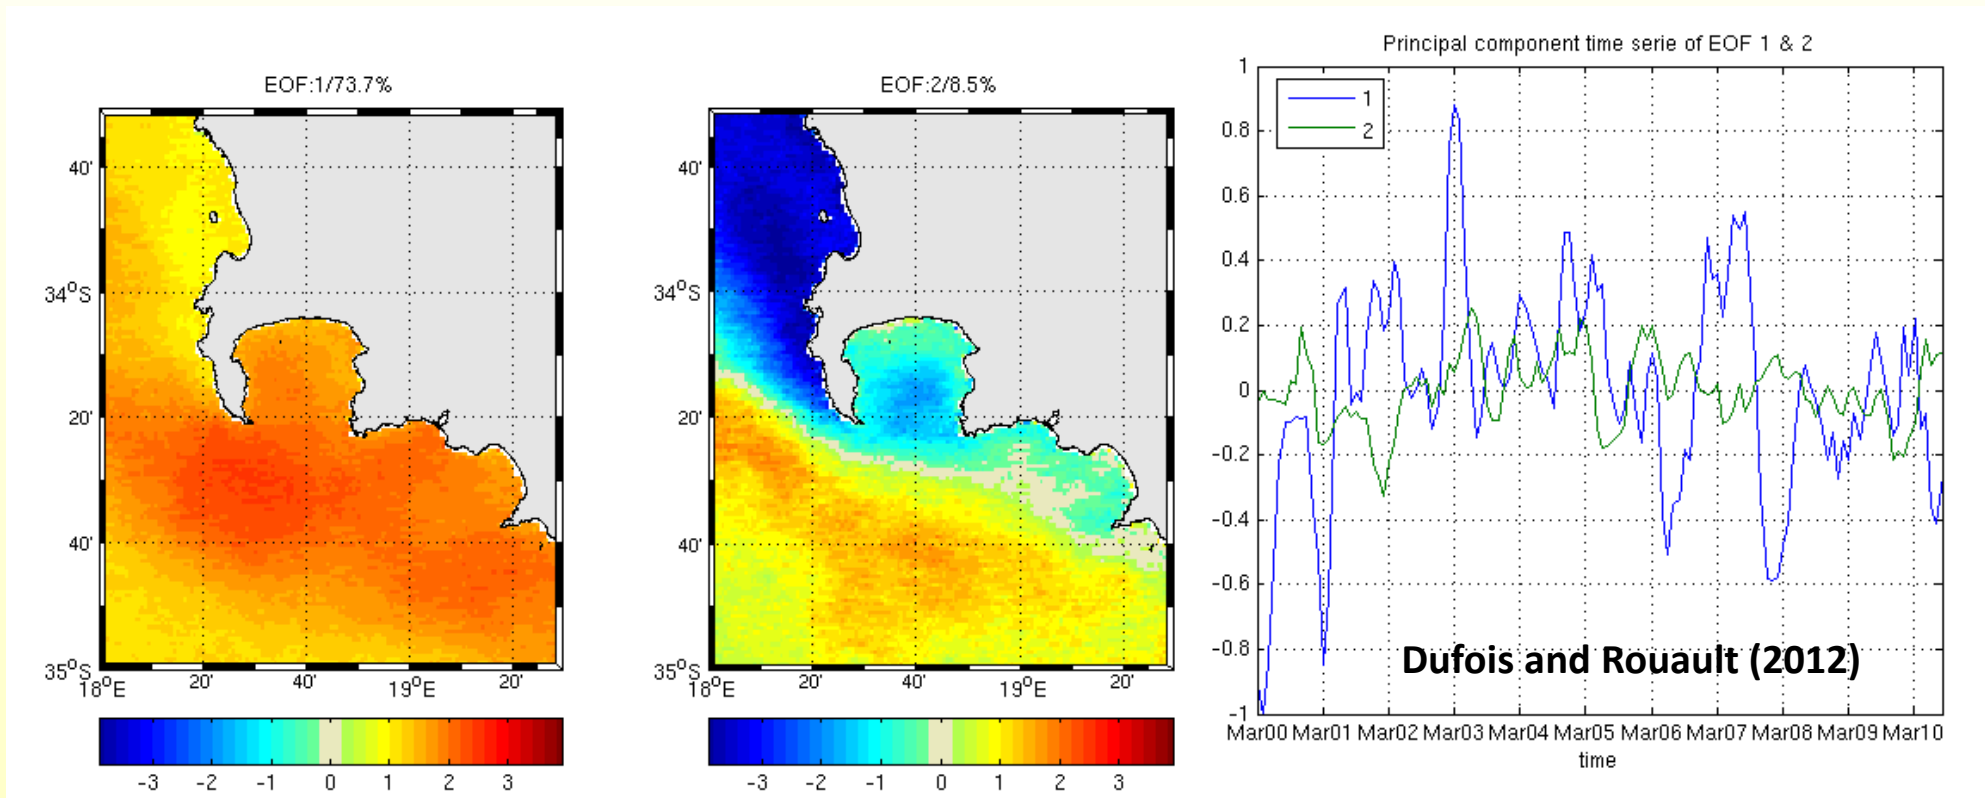 EOF:1/73.7%
40'
34°S
20'
40'
35°S
18°E 20' 40' 19°E 20'
-3 -2 -1 0 1 2 3
EOF:2/8.5%
40'
34°S
20'
40'
35°S
18°E 20' 40' 19°E 20'
-3 -2 -1 0 1 2 3
Principal component time serie of EOF 1 & 2
1
2
1
0.8
0.6
0.4
0.2
0
-0.2
-0.4
-0.6
-0.8
-1
Dufois and Rouault (2012)
Mar00 Mar01 Mar02 Mar03 Mar04 Mar05 Mar06 Mar07 Mar08 Mar09 Mar10
time